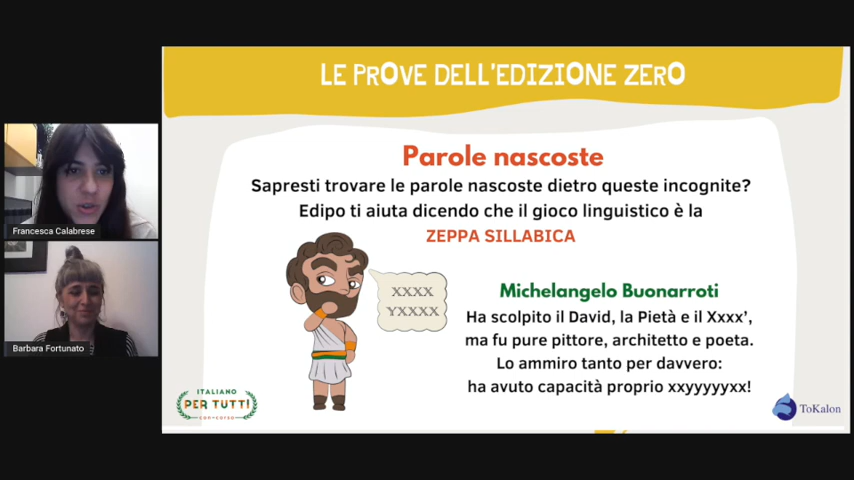 LE PROVE DELL'EDIZIONE ZERO
Parole nascoste
Sapresti trovare le parole nascoste dietro queste incognite?
Edipo ti aiuta dicendo che il gioco linguistico è la
ZEPPA SILLABICA
XXXX
YXXXX
Michelangelo Buonarroti
Ha scolpito il David, la Pietà e il Xxxx',
ma fu pure pittore, architetto e poeta.
Lo ammiro tanto per davvero:
ha avuto capacità proprio xxyyyyyxx!
Francesca Calabrese
Barbara Fortunato
ITALIANO
PER TUTTI
CON-CORSO
ToKalon